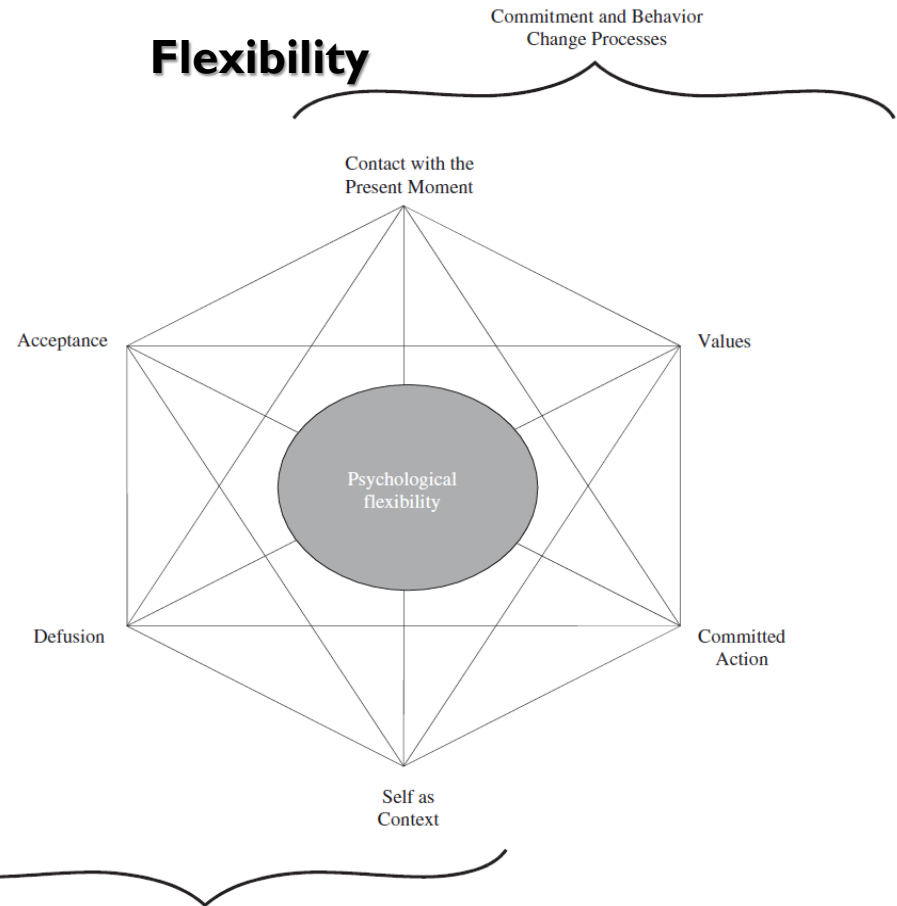 Commitment and Behavior
Change Processes
Flexibility
Contact with the
Present Moment
Acceptance
Values
Psychological
flexibility
Defusion
Committed
Action
Self as
Context